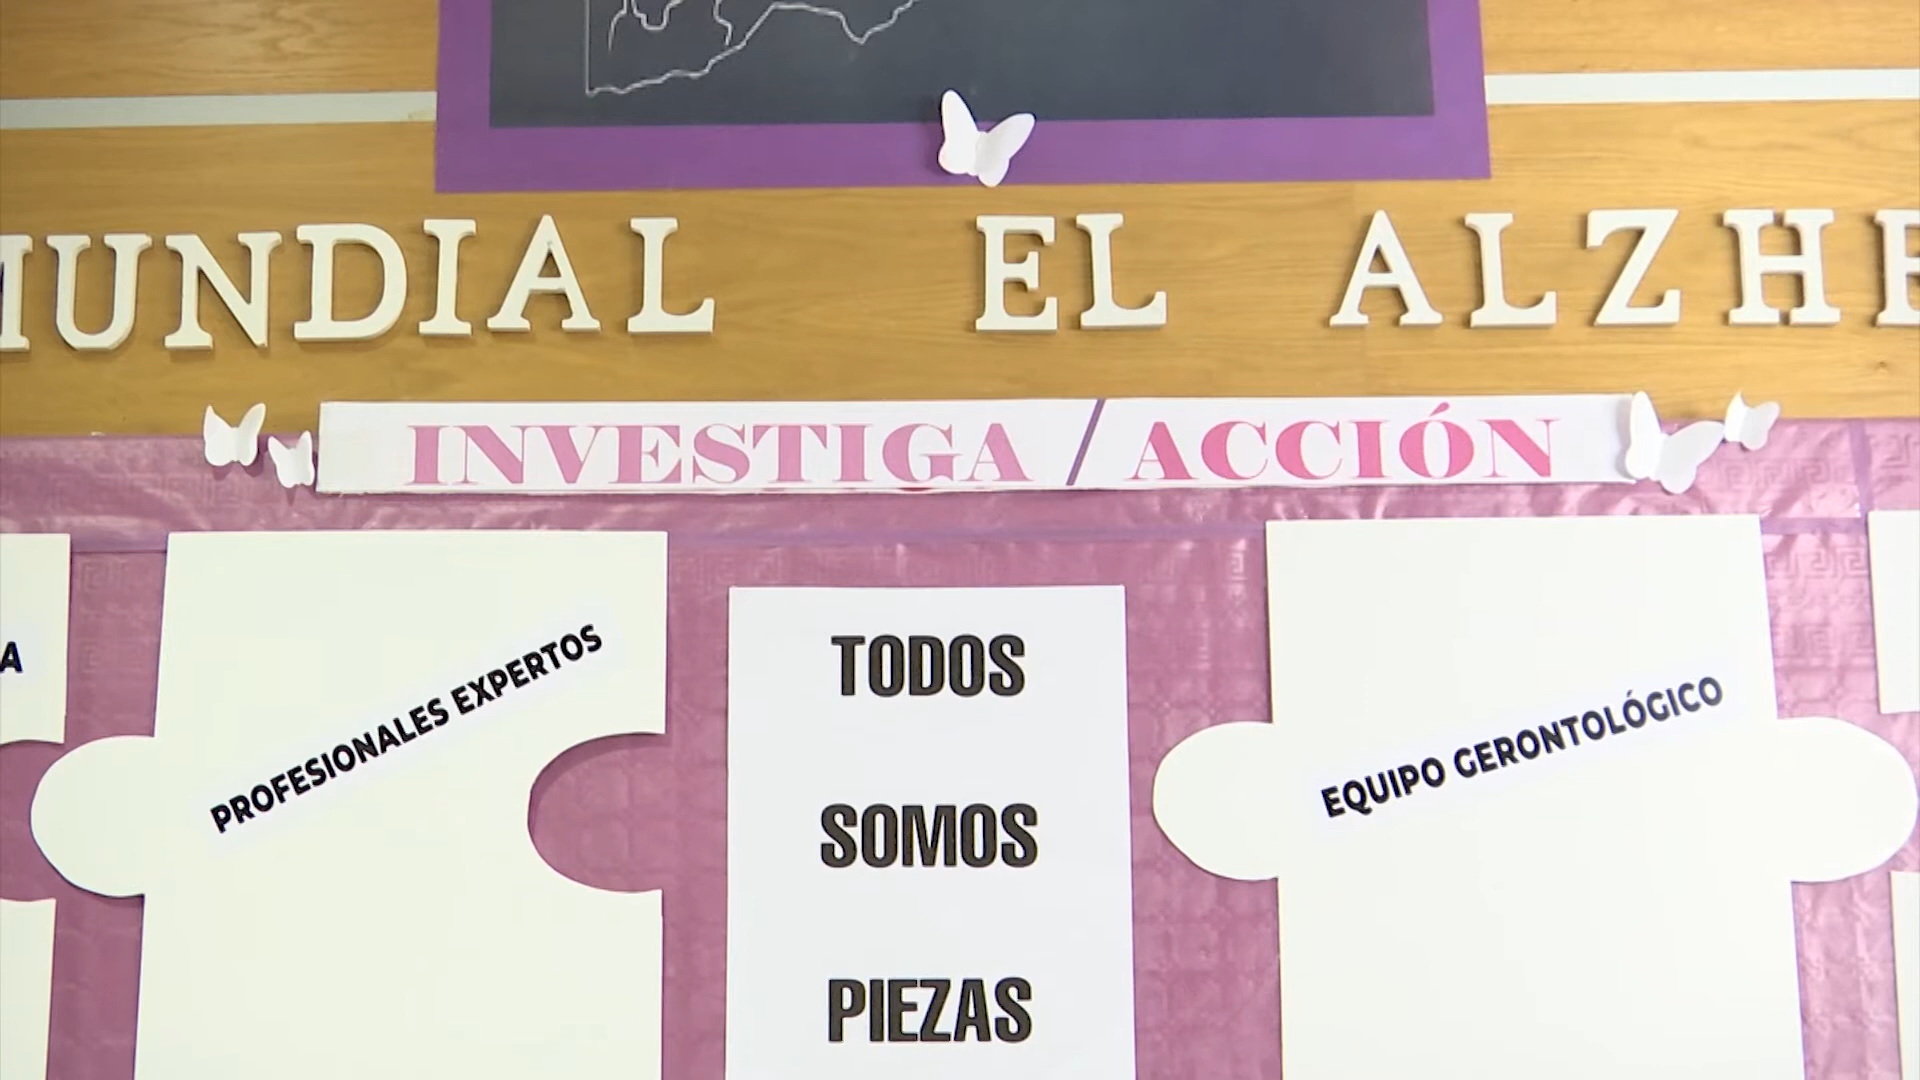 MUNDIAL EL ALZHE
INVESTIGA / ACCIÓN
A
PROFESIONALES EXPERTOS
TODOS
SOMOS
PIEZAS
EQUIPO GERONTOLÓGICO